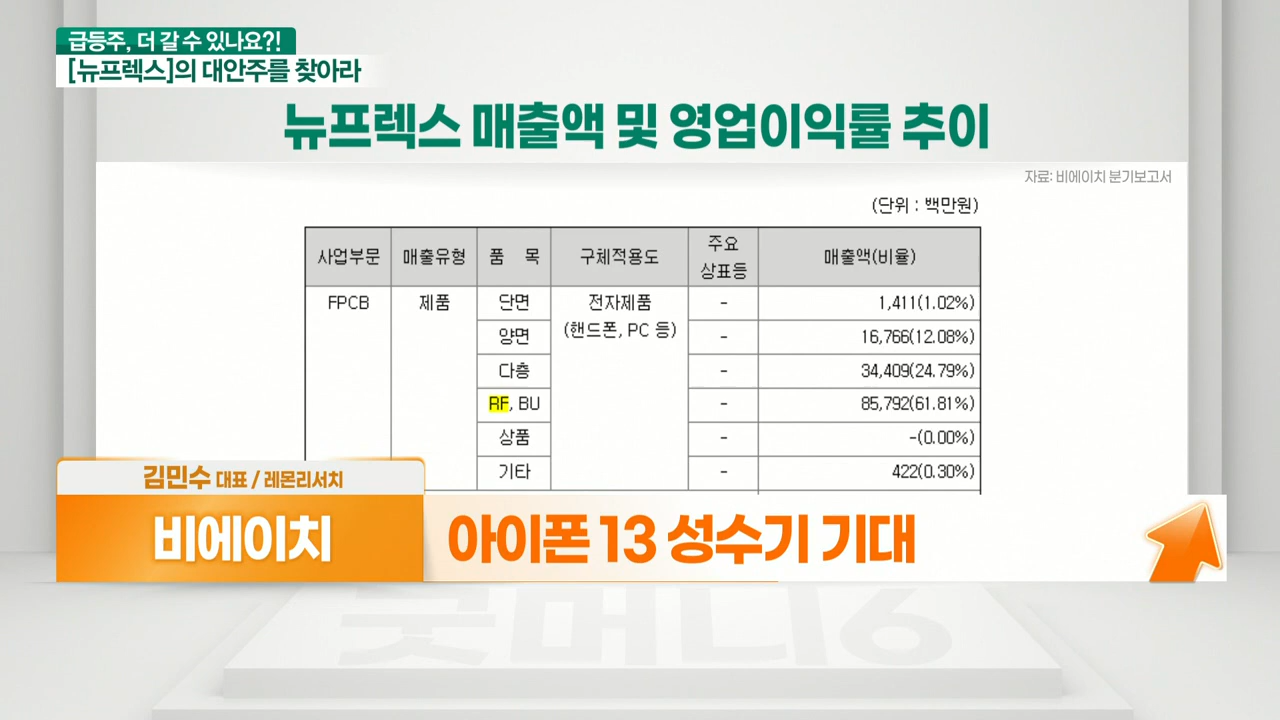 급등주, 더 갈 수 있나요?!
[뉴프렉스]의 대안주를 찾아라
뉴프렉스 매출액 및 영업이익률 추이
자료: 비에이치 분기보고서
(단위 : 백만원)
사업부문 매출유형 품 목 구체적용도 주요 상표등 매출액(비율)
FPCB 제품 단면 전자제품 - 1,411(1.02%)
(핸드폰, PC 등)
양면 - 16,766(12.08%)
다층 - 34,409(24.79%)
RF, BU - 85,792(61.81%)
상품 - -(0.00%)
기타 - 422(0.30%)
김민수 대표 / 레몬리서치
비에이치
아이폰 13 성수기 기대
굿머니6